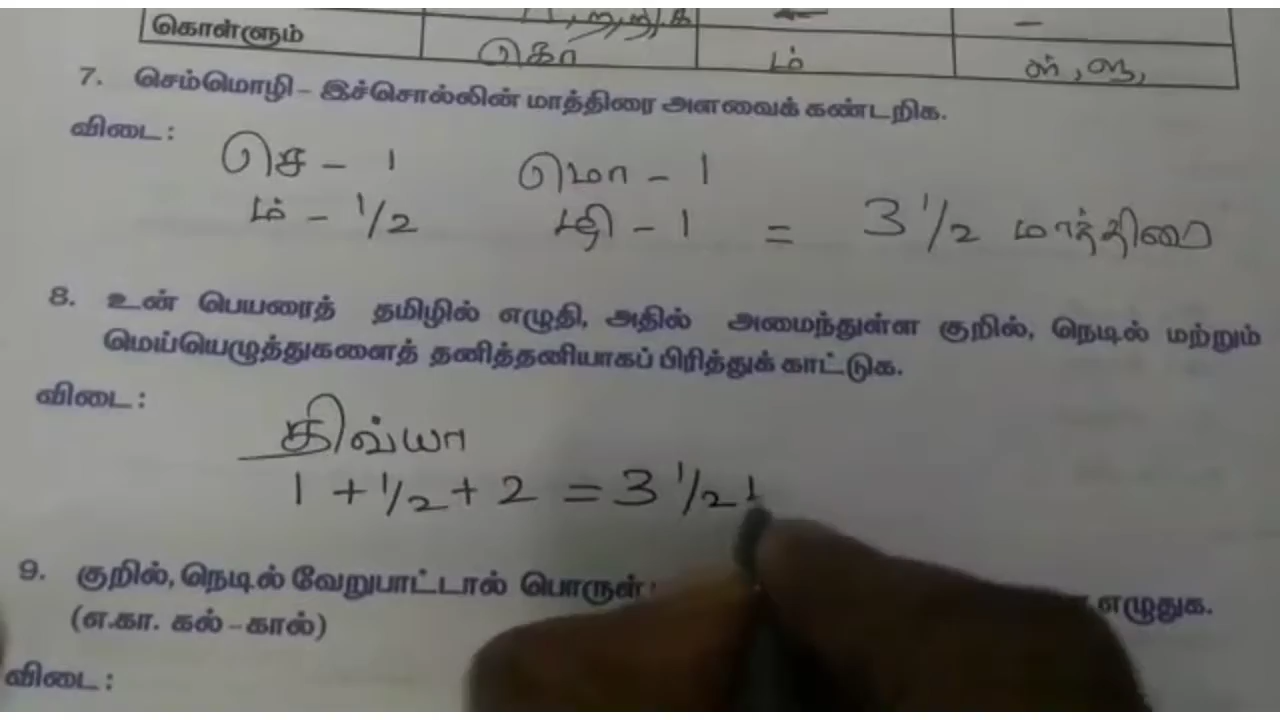 கொள்ளும் கொ ம் ள், ளு,
7. செம்மொழி – இச்சொல்லின் மாத்திரை அளவைக் கண்டறிக.
விடை :
செ – 1 மொ – 1
ம் – 1/2 ழி – 1 = 3 1/2 மாத்திரை
8. உன் பெயரைத் தமிழில் எழுதி, அதில் அமைந்துள்ள குறில், நெடில் மற்றும்
மெய்யெழுத்துகளைத் தனித்தனியாகப் பிரித்துக் காட்டுக.
விடை :
திவ்யா
1 + 1/2 + 2 = 3 1/2
9. குறில், நெடில் வேறுபாட்டால் பொருள் எழுதுக.
(எ.கா. கல் – கால்)
விடை :